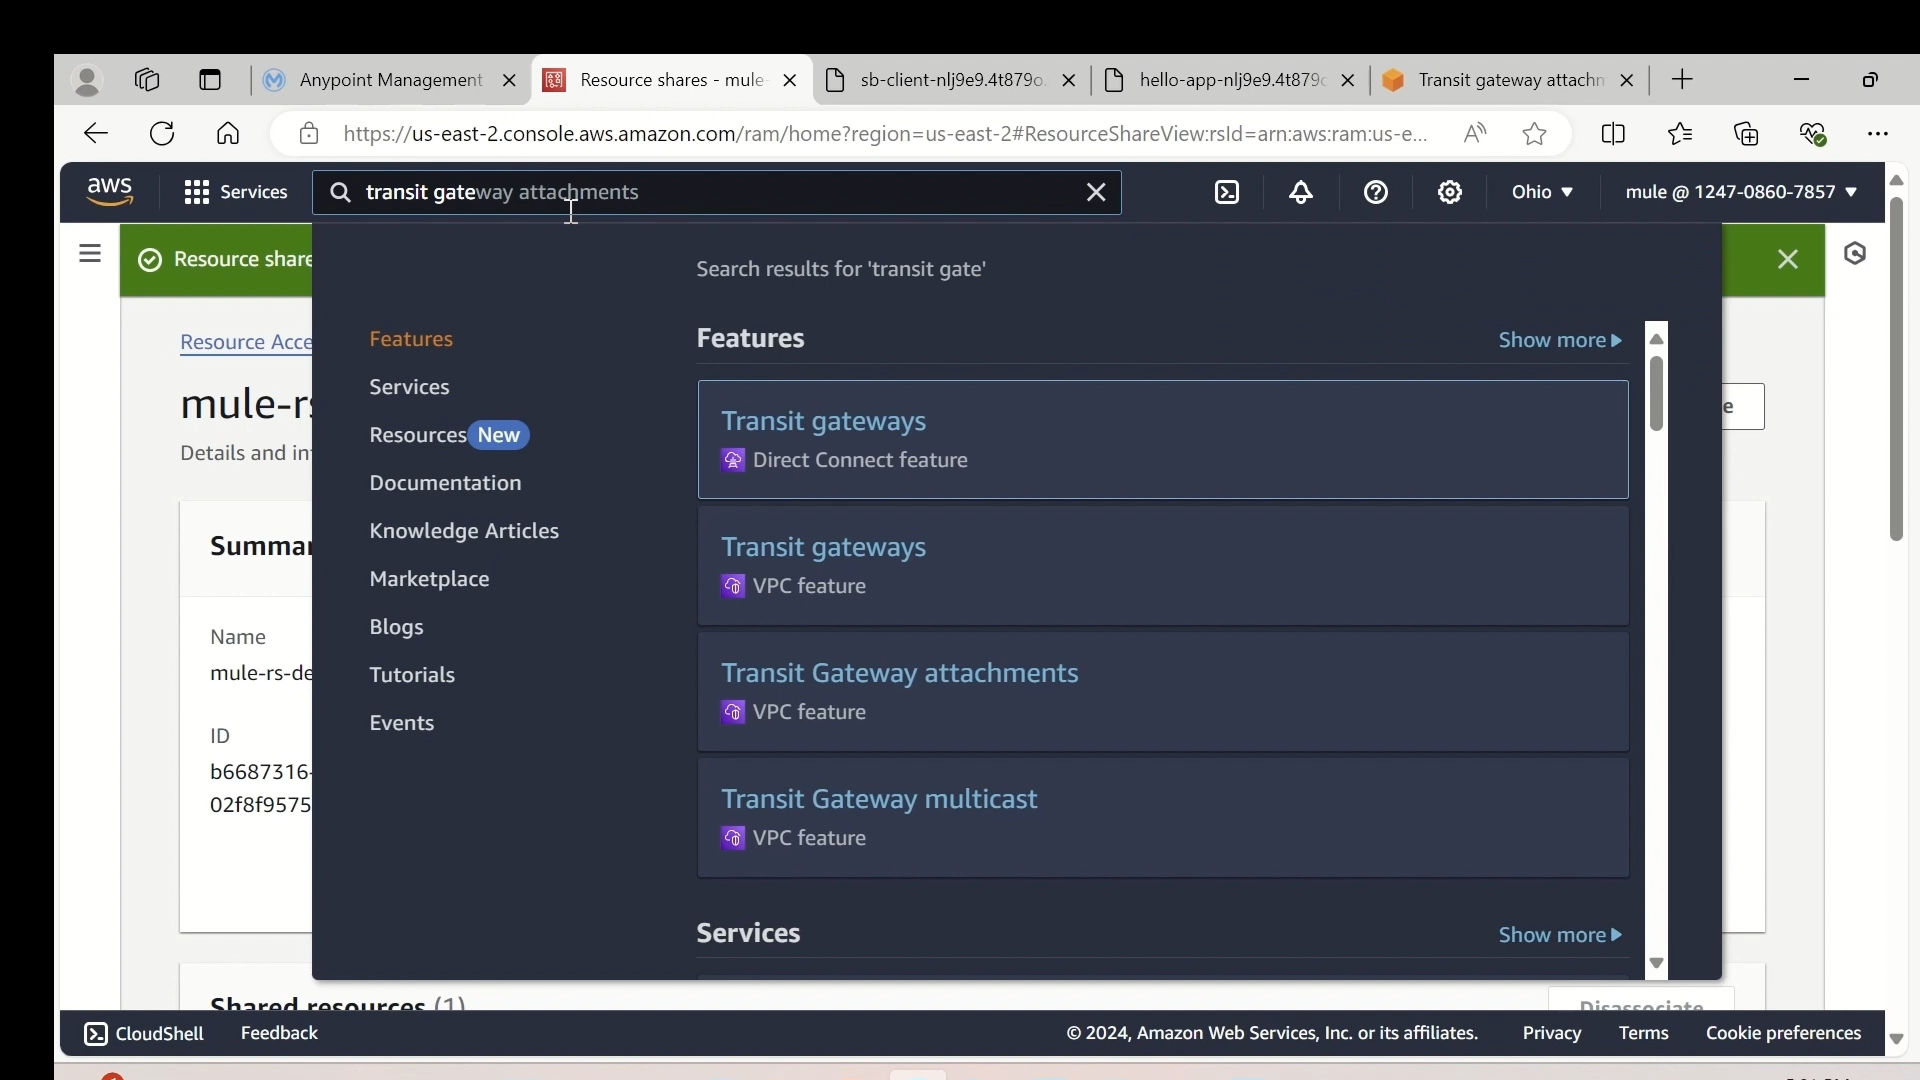 Anypoint Management
Resource shares - mule-
sb-client-nlj9e9.4t879o.
hello-app-nlj9e9.4t879c
Transit gateway attachm
https://us-east-2.console.aws.amazon.com/ram/home?region=us-east-2#ResourceShareView:rsId=arn:aws:ram:us-e...
aws
Services
transit gateway attachments
Ohio
mule @ 1247-0860-7857
Resource share
Search results for 'transit gate'
Resource Acce
mule-rs
Details and in
Features
Services
Resources New
Documentation
Knowledge Articles
Marketplace
Blogs
Tutorials
Events
Features
Show more
Transit gateways
Direct Connect feature
Transit gateways
VPC feature
Transit Gateway attachments
VPC feature
Transit Gateway multicast
VPC feature
Services
Show more
e
Summar
Name
mule-rs-de
ID
b6687316-
02f8f9575
Shared resources (1)
Disassociate
CloudShell
Feedback
© 2024, Amazon Web Services, Inc. or its affiliates.
Privacy
Terms
Cookie preferences